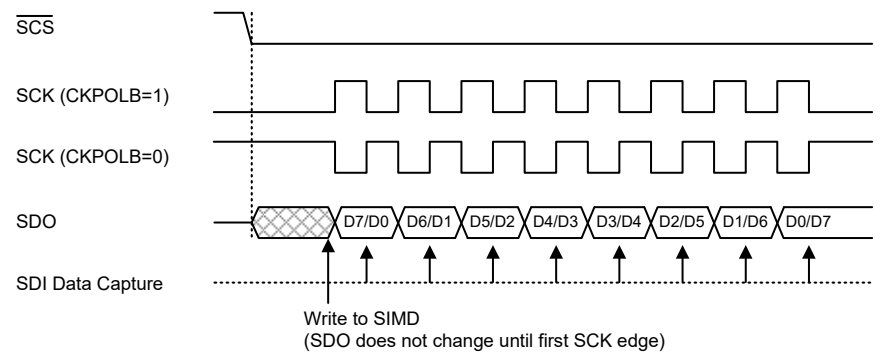 SCS
SCK (CKPOLB=1)
SCK (CKPOLB=0)
SDO
D7/D0 D6/D1 D5/D2 D4/D3 D3/D4 D2/D5 D1/D6 D0/D7
SDI Data Capture
Write to SIMD
(SDO does not change until first SCK edge)